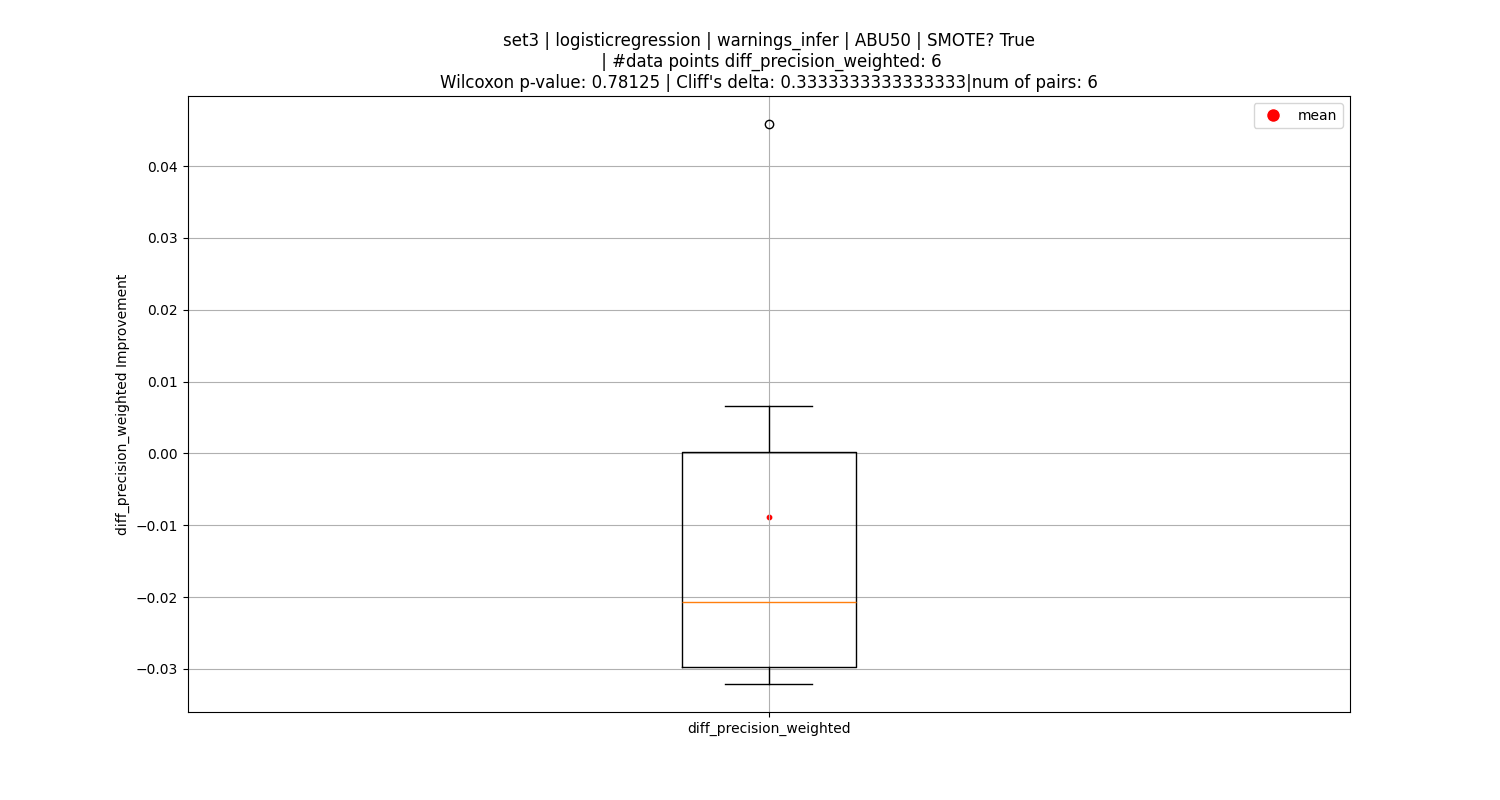 set3 | logisticregression | warnings_infer | ABU50 | SMOTE? True
| #data points diff_precision_weighted: 6
Wilcoxon p-value: 0.78125 | Cliff's delta: 0.3333333333333333|num of pairs: 6
mean
0.04
0.03
0.02
0.01
0.00
−0.01
−0.02
−0.03
diff_precision_weighted Improvement
diff_precision_weighted